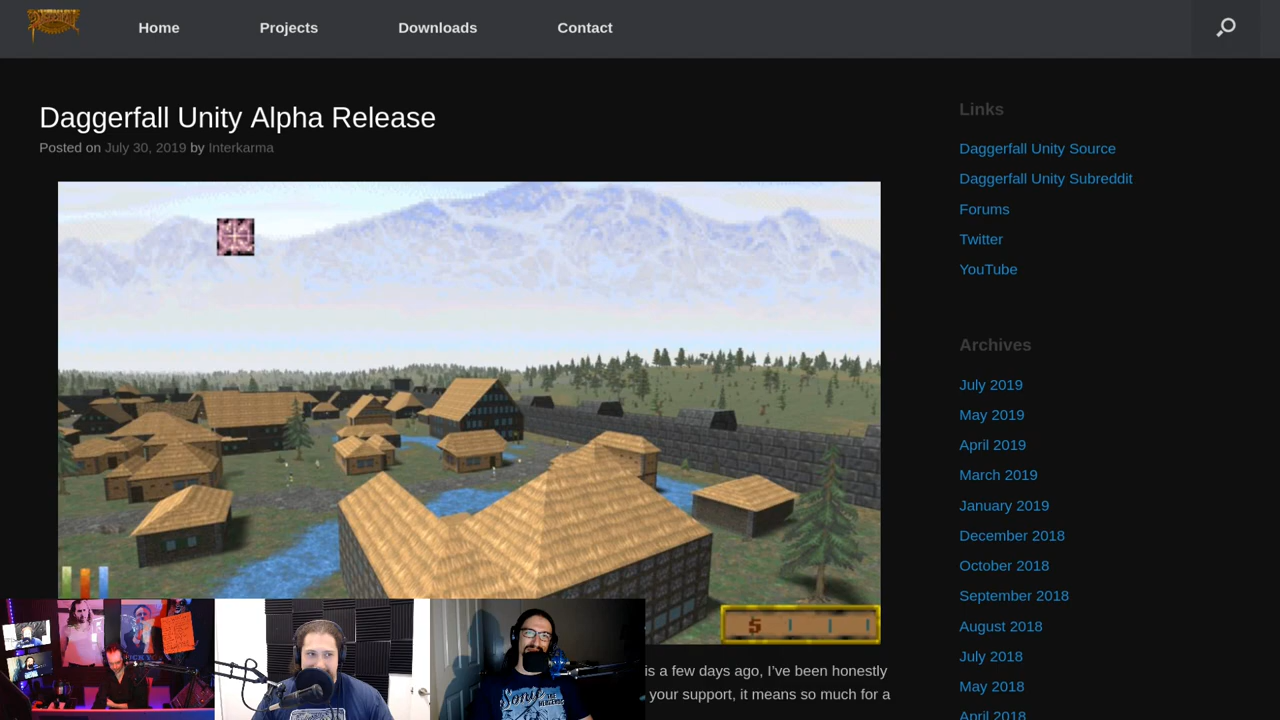 Home Projects Downloads Contact
Daggerfall Unity Alpha Release
Posted on July 30, 2019 by Interkarma
is a few days ago, I've been honestly
your support, it means so much for a
Links
Daggerfall Unity Source
Daggerfall Unity Subreddit
Forums
Twitter
YouTube
Archives
July 2019
May 2019
April 2019
March 2019
January 2019
December 2018
October 2018
September 2018
August 2018
July 2018
May 2018
April 2018